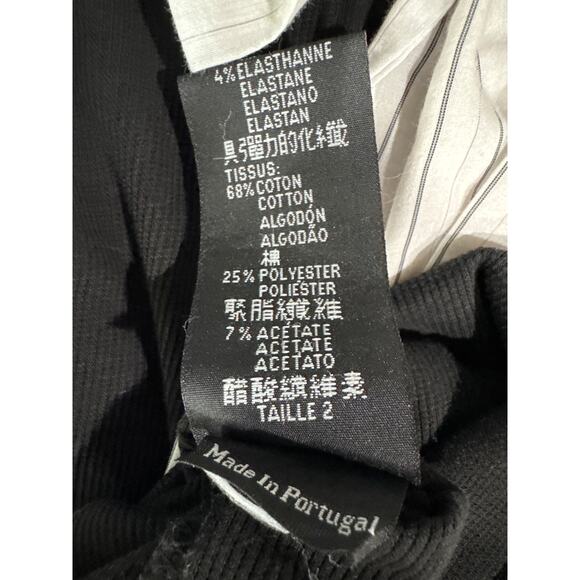 4% ELASTHANNE
ELASTANE
ELASTANO
ELASTAN
具彈力的化纖
TISSUS:
68% COTON
COTTON
ALGODÓN
ALGODÃO
棉
25% POLYESTER
POLIESTER
聚脂纖維
7% ACÉTATE
ACETATE
ACETATO
醋酸纖維素
TAILLE 2
Made in Portugal